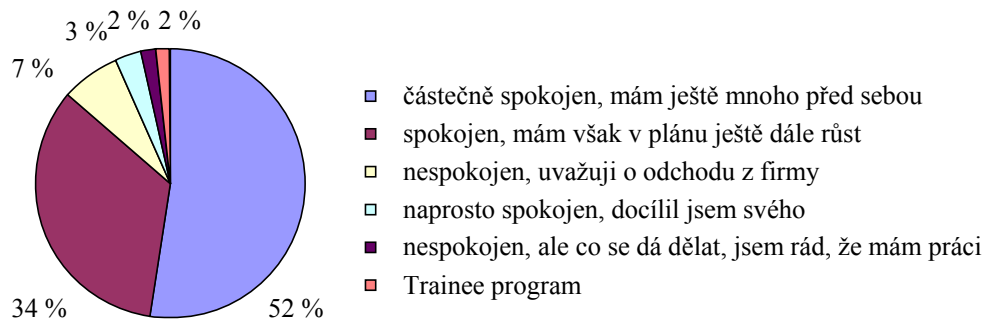 2 % 2 %
3 %
7 %
částečně spokojen, mám ještě mnoho před sebou
spokojen, mám však v plánu ještě dále růst
nespokojen, uvažuji o odchodu z firmy
naprosto spokojen, docílil jsem svého
nespokojen, ale co se dá dělat, jsem rád, že mám práci
Trainee program
34 %
52 %